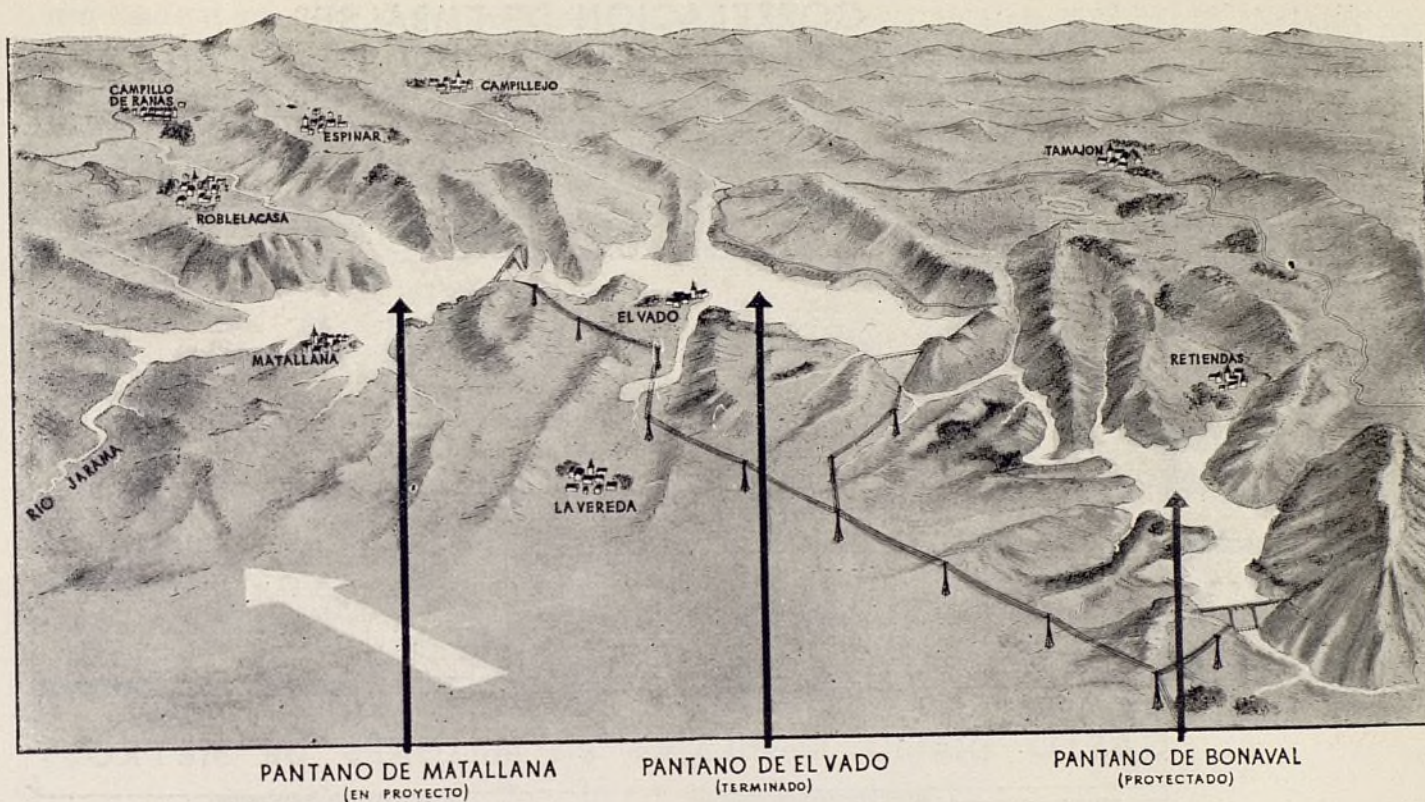 CAMPILLO
DE RANAS
ESPINAR
CAMPILLEJO
TAMAJON
ROBLELACASA
EL VADO
MATALLANA
RETIENDAS
RIO JARAMA
LA VEREDA
PANTANO DE MATALLANA
(EN PROYECTO)
PANTANO DE EL VADO
(TERMINADO)
PANTANO DE BONAVAL
(PROYECTADO)